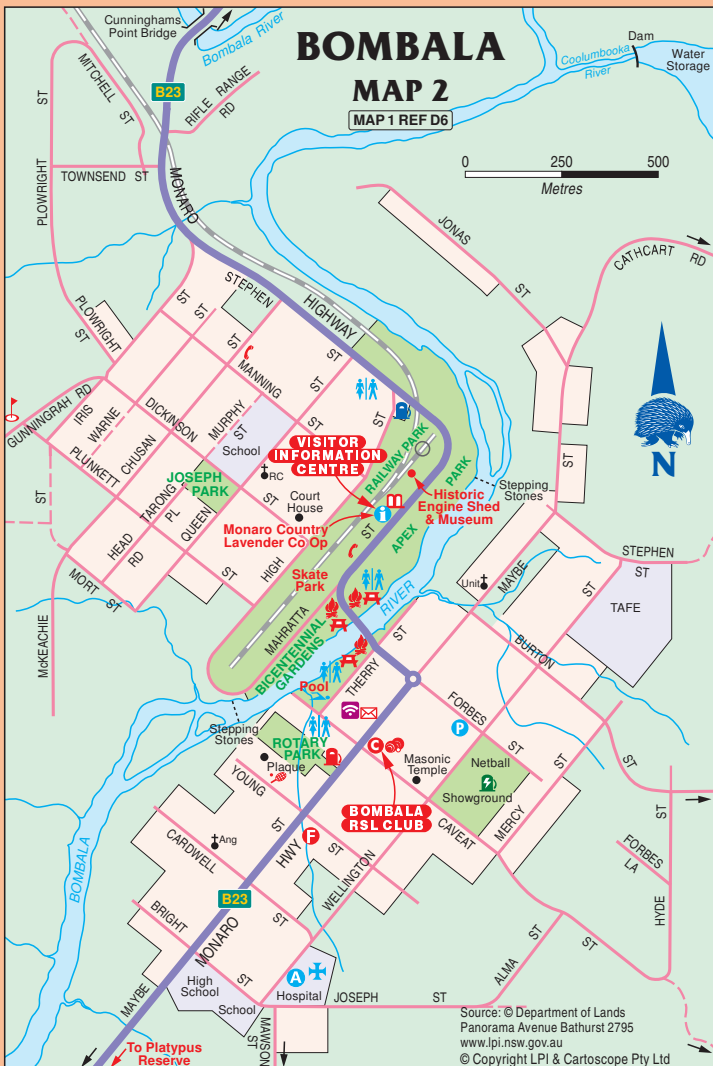 Cunninghams
Point Bridge
Bombala River
BOMBALA
MAP 2
MAP 1 REF D6
Coolumbooka
River
Dam
Water
Storage
0 250 500
Metres
B23
RIFLE RANGE
RD
MITCHELL ST
ST
PLOWRIGHT
TOWNSEND ST
MONARO
HIGHWAY
JONAS
ST
CATHCART RD
STEPHEN
ST
PLOWRIGHT
ST
ST
ST
ST
MANNING
ST
GUNNINGRAH RD
IRIS
WARNE
DICKINSON
MURPHY
ST
School
CHUSAN
PLUNKETT
JOSEPH
PARK
RC
VISITOR
INFORMATION
CENTRE
RAILWAY PARK
ST
Court
House
Monaro Country
Lavender Co Op
Historic
Engine Shed
& Museum
APEX
PARK
Stepping
Stones
N
ST
HEAD
RD
TARONG
PL
QUEEN
ST
HIGH
ST
ST
Skate
Park
MORT ST
McKEACHIE
MAHRATTA
BICENTENNIAL
GARDENS
RIVER
Unit
MAYBE
ST
STEPHEN
ST
TAFE
ST
BURTON
Pool
THERRY
ST
FORBES
ST
P
Stepping
Stones
ROTARY
PARK
Plaque
C
Masonic
Temple
Netball
Showground
YOUNG
ST
BOMBALA
RSL CLUB
CAVEAT
MERCY
ST
ST
FORBES
LA
HYDE
ST
Ang
CARDWELL
ST
ST
HWY
F
WELLINGTON
B23
BOMBALA
BRIGHT
ST
MONARO
MAYBE
High
School
School
A
Hospital
JOSEPH ST
ALMA
ST
ST
MAWSON
ST
To Platypus
Reserve
Source: © Department of Lands
Panorama Avenue Bathurst 2795
www.lpi.nsw.gov.au
© Copyright LPI & Cartoscope Pty Ltd